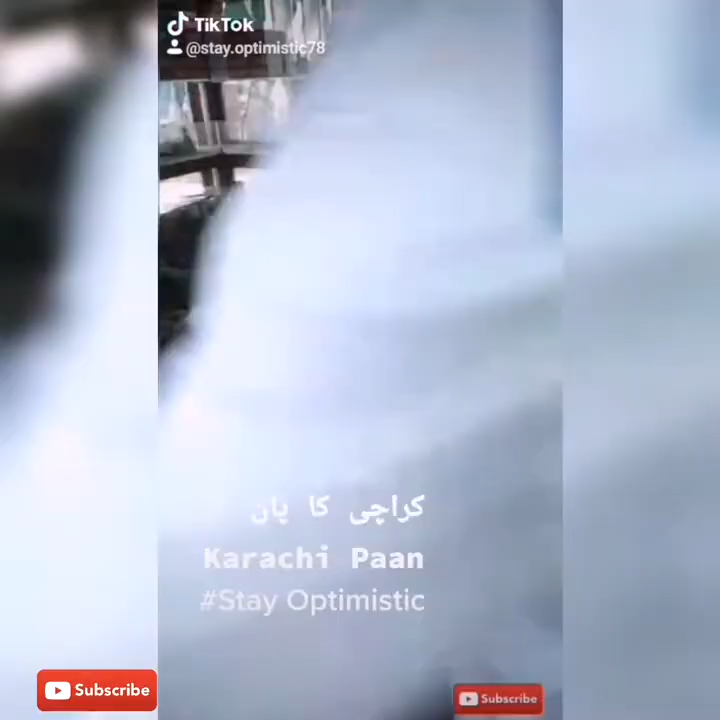 TikTok
@stay.optimistic78
کراچی کا پان
Karachi Paan
#Stay Optimistic
Subscribe
Subscribe